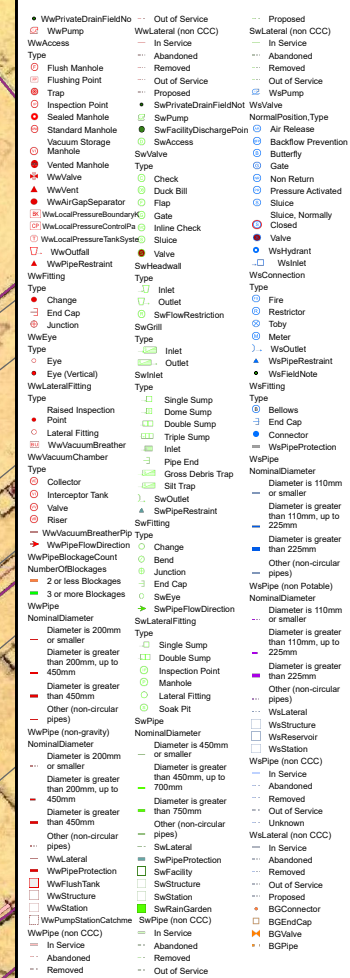 WwPrivateDrainFieldNo
WwPump
WwAccess
Type
Flush Manhole
Flushing Point
Trap
Inspection Point
Sealed Manhole
Standard Manhole
Vacuum Storage
Manhole
Vented Manhole
WwValve
WwVent
WwAirGapSeparator
BK WwLocalPressureBoundaryK
CP WwLocalPressureControlPa
WwLocalPressureTankSyste
WwOutfall
WwPipeRestraint
WwFitting
Type
Change
End Cap
Junction
WwEye
Type
Eye
Eye (Vertical)
WwLateralFitting
Type
Raised Inspection
Point
Lateral Fitting
WwVacuumBreather
WwVacuumChamber
Type
Collector
Interceptor Tank
Valve
Riser
WwVacuumBreatherPip
WwPipeFlowDirection
WwPipeBlockageCount
NumberOfBlockages
2 or less Blockages
3 or more Blockages
WwPipe
NominalDiameter
Diameter is 200mm
or smaller
Diameter is greater
than 200mm, up to
450mm
Diameter is greater
than 450mm
Other (non-circular
pipes)
WwPipe (non-gravity)
NominalDiameter
Diameter is 200mm
or smaller
Diameter is greater
than 200mm, up to
450mm
Diameter is greater
than 450mm
Other (non-circular
pipes)
WwLateral
WwPipeProtection
WwFlushTank
WwStructure
WwStation
WwPumpStationCatchme
WwPipe (non CCC)
In Service
Abandoned
Removed
Out of Service
WwLateral (non CCC)
In Service
Abandoned
Removed
Out of Service
Proposed
SwPrivateDrainFieldNot
SwPump
SwFacilityDischargePoin
SwAccess
SwValve
Type
Check
Duck Bill
Flap
Gate
Inline Check
Sluice
Valve
SwHeadwall
Type
Inlet
Outlet
SwFlowRestriction
SwGrill
Type
Inlet
Outlet
SwInlet
Type
Single Sump
Dome Sump
Double Sump
Triple Sump
Inlet
Pipe End
Gross Debris Trap
Silt Trap
SwOutlet
SwPipeRestraint
SwFitting
Type
Change
Bend
Junction
End Cap
SwEye
SwPipeFlowDirection
SwLateralFitting
Type
Single Sump
Double Sump
Inspection Point
Manhole
Lateral Fitting
Soak Pit
SwPipe
NominalDiameter
Diameter is 450mm
or smaller
Diameter is greater
than 450mm, up to
700mm
Diameter is greater
than 750mm
Other (non-circular
pipes)
SwLateral
SwPipeProtection
SwFacility
SwStructure
SwStation
SwRainGarden
SwPipe (non CCC)
In Service
Abandoned
Removed
Out of Service
Proposed
SwLateral (non CCC)
In Service
Abandoned
Removed
Out of Service
WsPump
WsValve
NormalPosition,Type
Air Release
Backflow Prevention
Butterfly
Gate
Non Return
Pressure Activated
Sluice
Sluice, Normally
Closed
Valve
WsHydrant
WsInlet
WsConnection
Type
Fire
Restrictor
Toby
Meter
WsOutlet
WsPipeRestraint
WsFieldNote
WsFitting
Type
Bellows
End Cap
Connector
WsPipeProtection
WsPipe
NominalDiameter
Diameter is 110mm
or smaller
Diameter is greater
than 110mm, up to
225mm
Diameter is greater
than 225mm
Other (non-circular
pipes)
WsPipe (non Potable)
NominalDiameter
Diameter is 110mm
or smaller
Diameter is greater
than 110mm, up to
225mm
Diameter is greater
than 225mm
Other (non-circular
pipes)
WsLateral
WsStructure
WsReservoir
WsStation
WsPipe (non CCC)
In Service
Abandoned
Removed
Out of Service
Unknown
WsLateral (non CCC)
In Service
Abandoned
Removed
Out of Service
Proposed
BGConnector
BGEndCap
BGValve
BGPipe